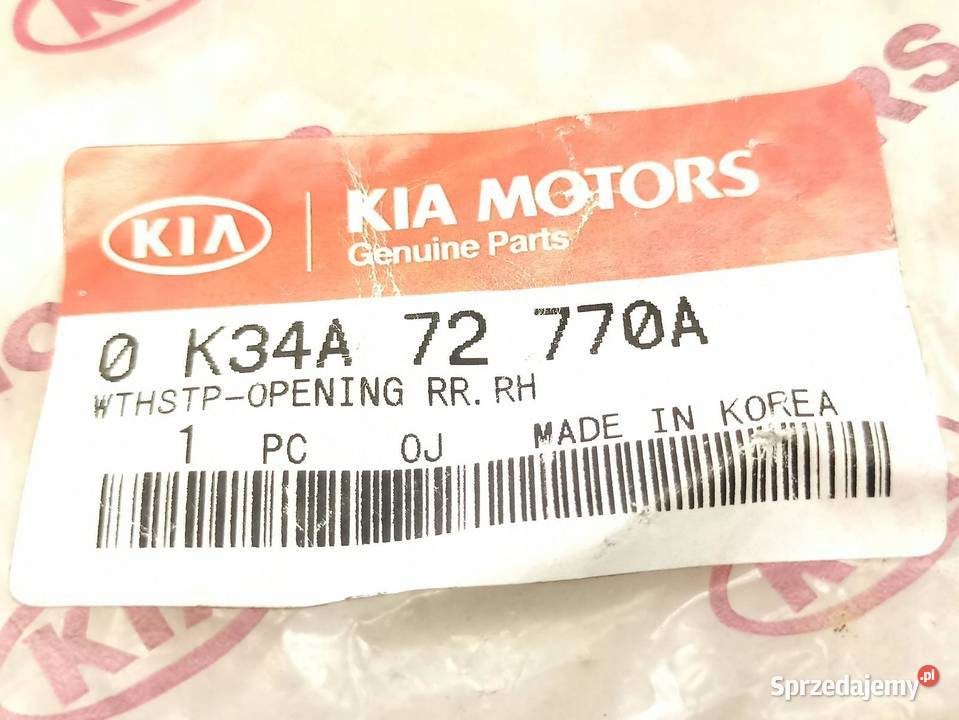 KIA
KIA MOTORS
Genuine Parts
0 K34A 72 770A
WTHSTP-OPENING RR.RH
1 PC OJ MADE IN KOREA
Sprzedajemy.pl